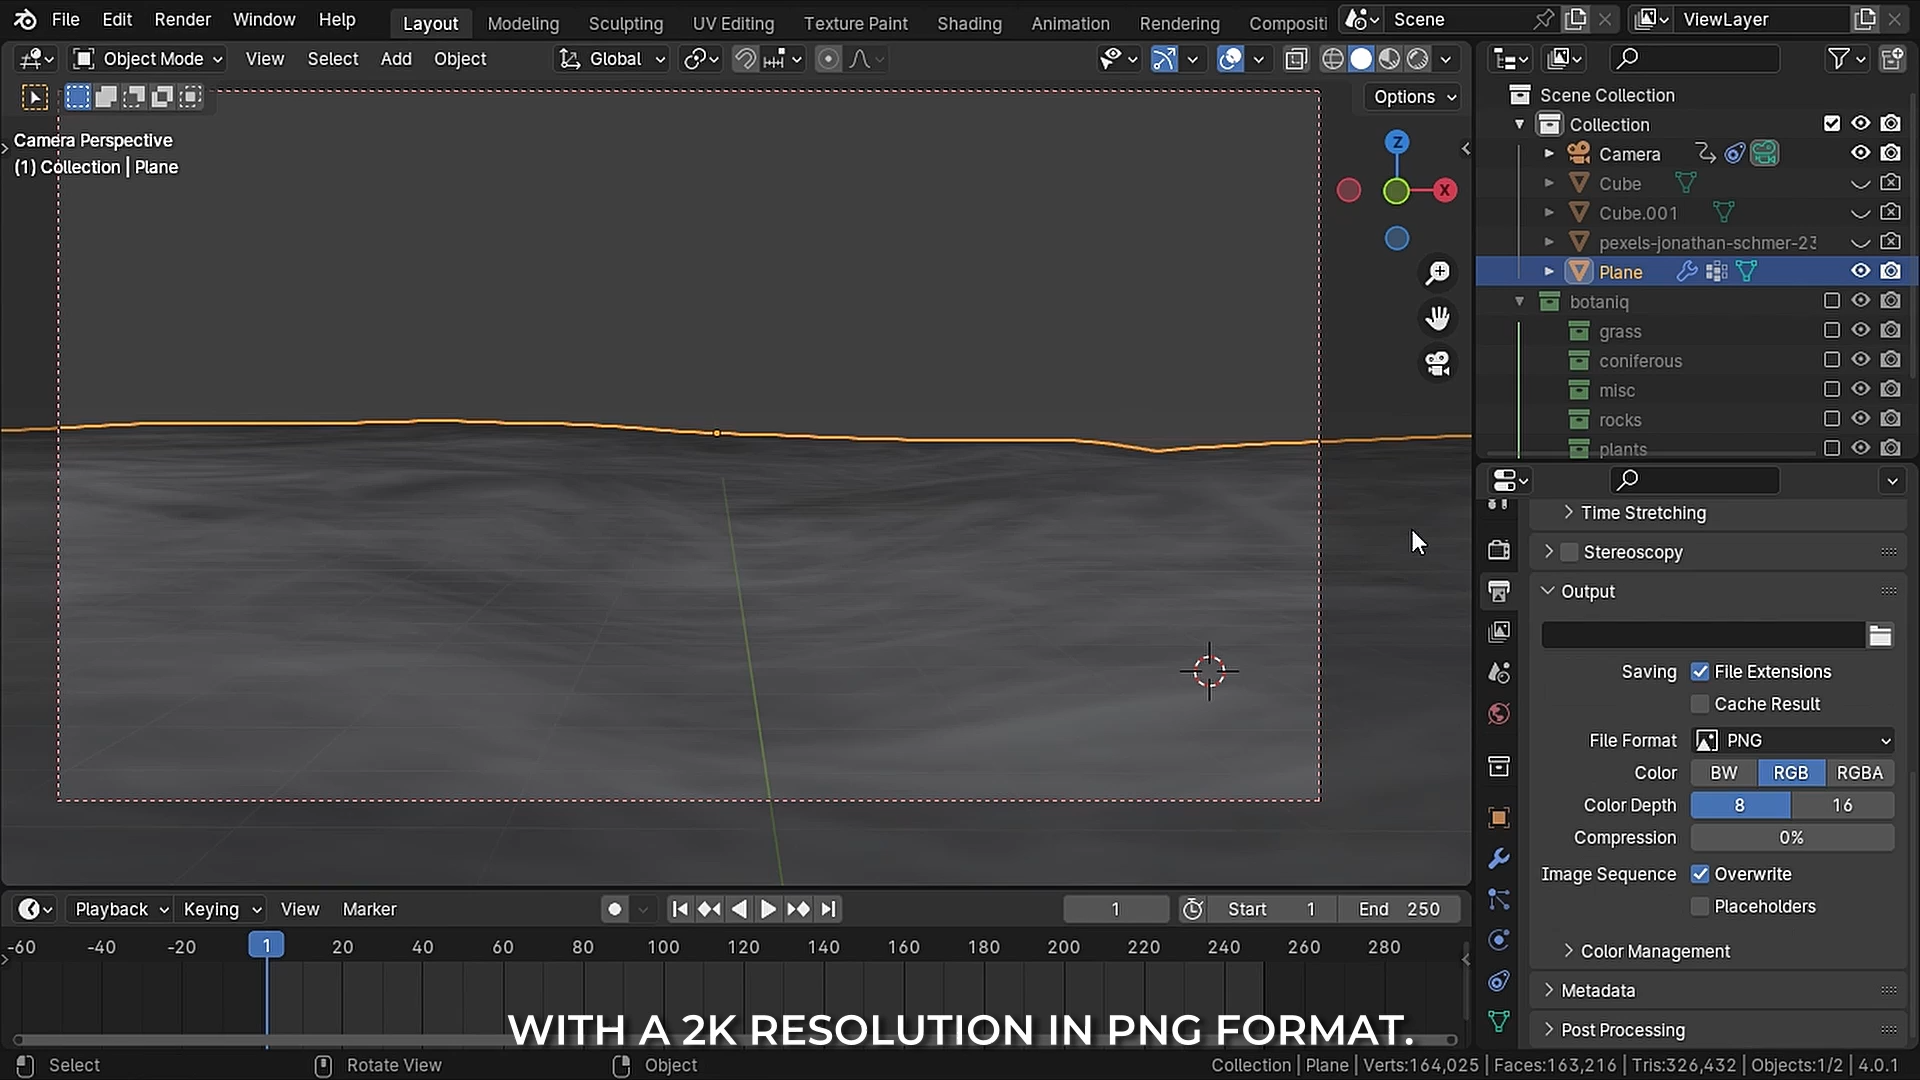 File Edit Render Window Help Layout Modeling Sculpting UV Editing Texture Paint Shading Animation Rendering Compositi Scene ViewLayer
Object Mode View Select Add Object Global
Options
Camera Perspective
(1) Collection | Plane
Z
X
Scene Collection
Collection
Camera
Cube
Cube.001
pexels-jonathan-schmer-23
Plane
botaniq
grass
coniferous
misc
rocks
plants
Time Stretching
Stereoscopy
Output
Saving File Extensions
Cache Result
File Format PNG
Color BW RGB RGBA
Color Depth 8 16
Compression 0%
Image Sequence Overwrite
Placeholders
Color Management
Metadata
Post Processing
Playback Keying View Marker 1 Start 1 End 250
-60 -40 -20 1 20 40 60 80 100 120 140 160 180 200 220 240 260 280
WITH A 2K RESOLUTION IN PNG FORMAT.
Select Rotate View Object Collection | Plane | Verts:164,025 | Faces:163,216 | Tris:326,432 | Objects:1/2 | 4.0.1